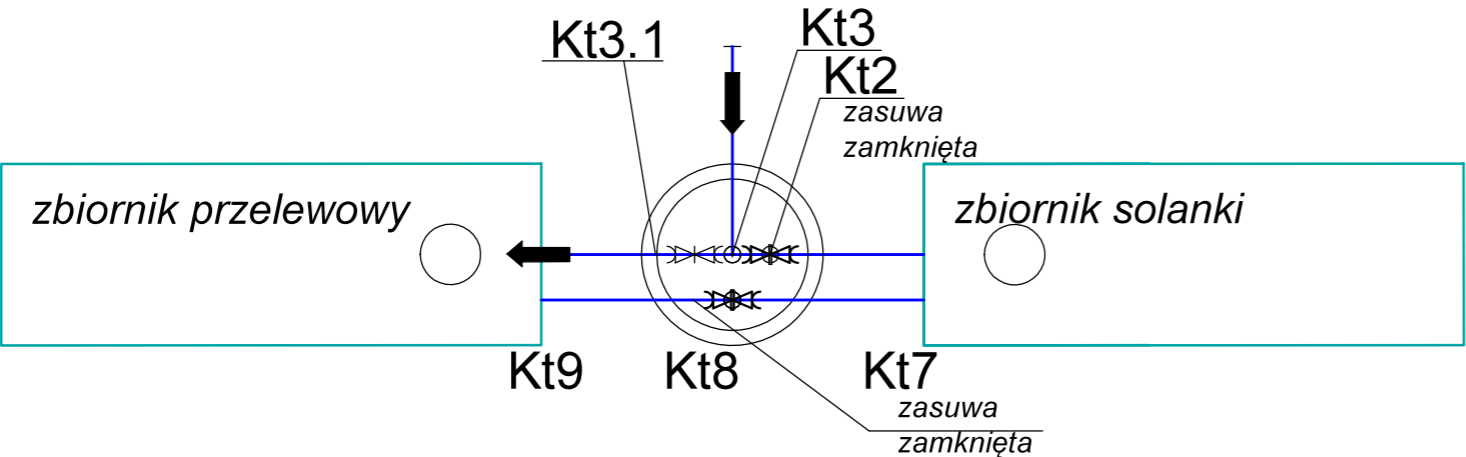 Kt3.1
Kt3
Kt2
zasuwa
zamknięta
zbiornik przelewowy
zbiornik solanki
Kt9
Kt8
Kt7
zasuwa
zamknięta